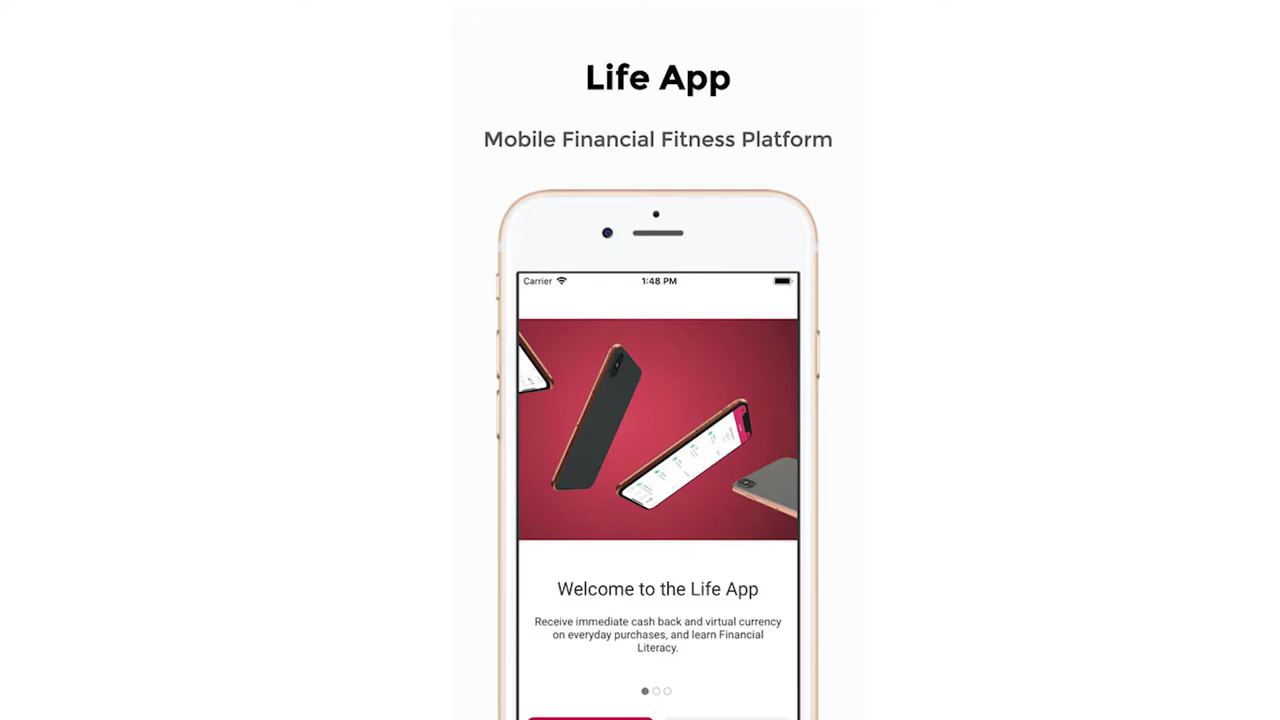 Life App
Mobile Financial Fitness Platform
Carrier 1:48 PM
Welcome to the Life App
Receive immediate cash back and virtual currency
on everyday purchases, and learn Financial
Literacy.